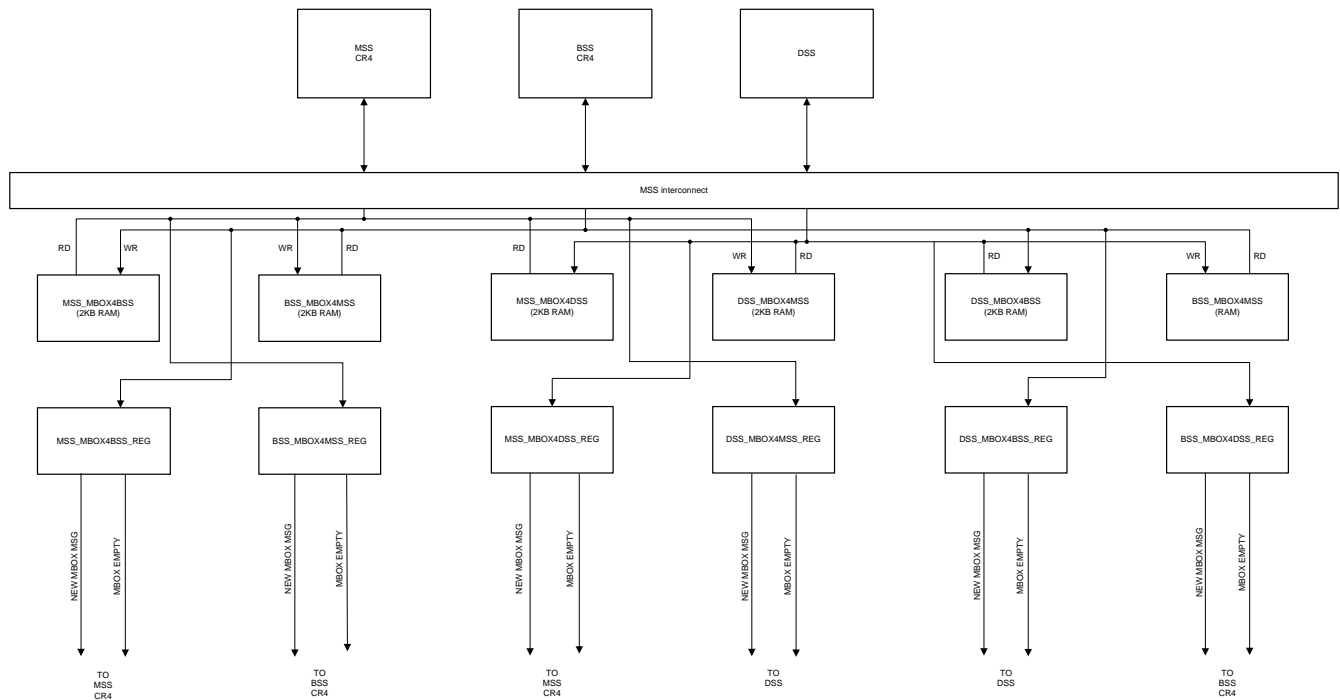 MSS
CR4
BSS
CR4
DSS
MSS interconnect
RD
WR
WR
RD
RD
WR
RD
RD
WR
RD
MSS_MBOX4BSS
(2KB RAM)
BSS_MBOX4MSS
(2KB RAM)
MSS_MBOX4DSS
(2KB RAM)
DSS_MBOX4MSS
(2KB RAM)
DSS_MBOX4BSS
(2KB RAM)
BSS_MBOX4MSS
(RAM)
MSS_MBOX4BSS_REG
BSS_MBOX4MSS_REG
MSS_MBOX4DSS_REG
DSS_MBOX4MSS_REG
DSS_MBOX4BSS_REG
BSS_MBOX4DSS_REG
NEW MBOX MSG
MBOX EMPTY
NEW MBOX MSG
MBOX EMPTY
NEW MBOX MSG
MBOX EMPTY
NEW MBOX MSG
MBOX EMPTY
NEW MBOX MSG
MBOX EMPTY
NEW MBOX MSG
MBOX EMPTY
TO
MSS
CR4
TO
BSS
CR4
TO
MSS
CR4
TO
DSS
TO
DSS
TO
BSS
CR4